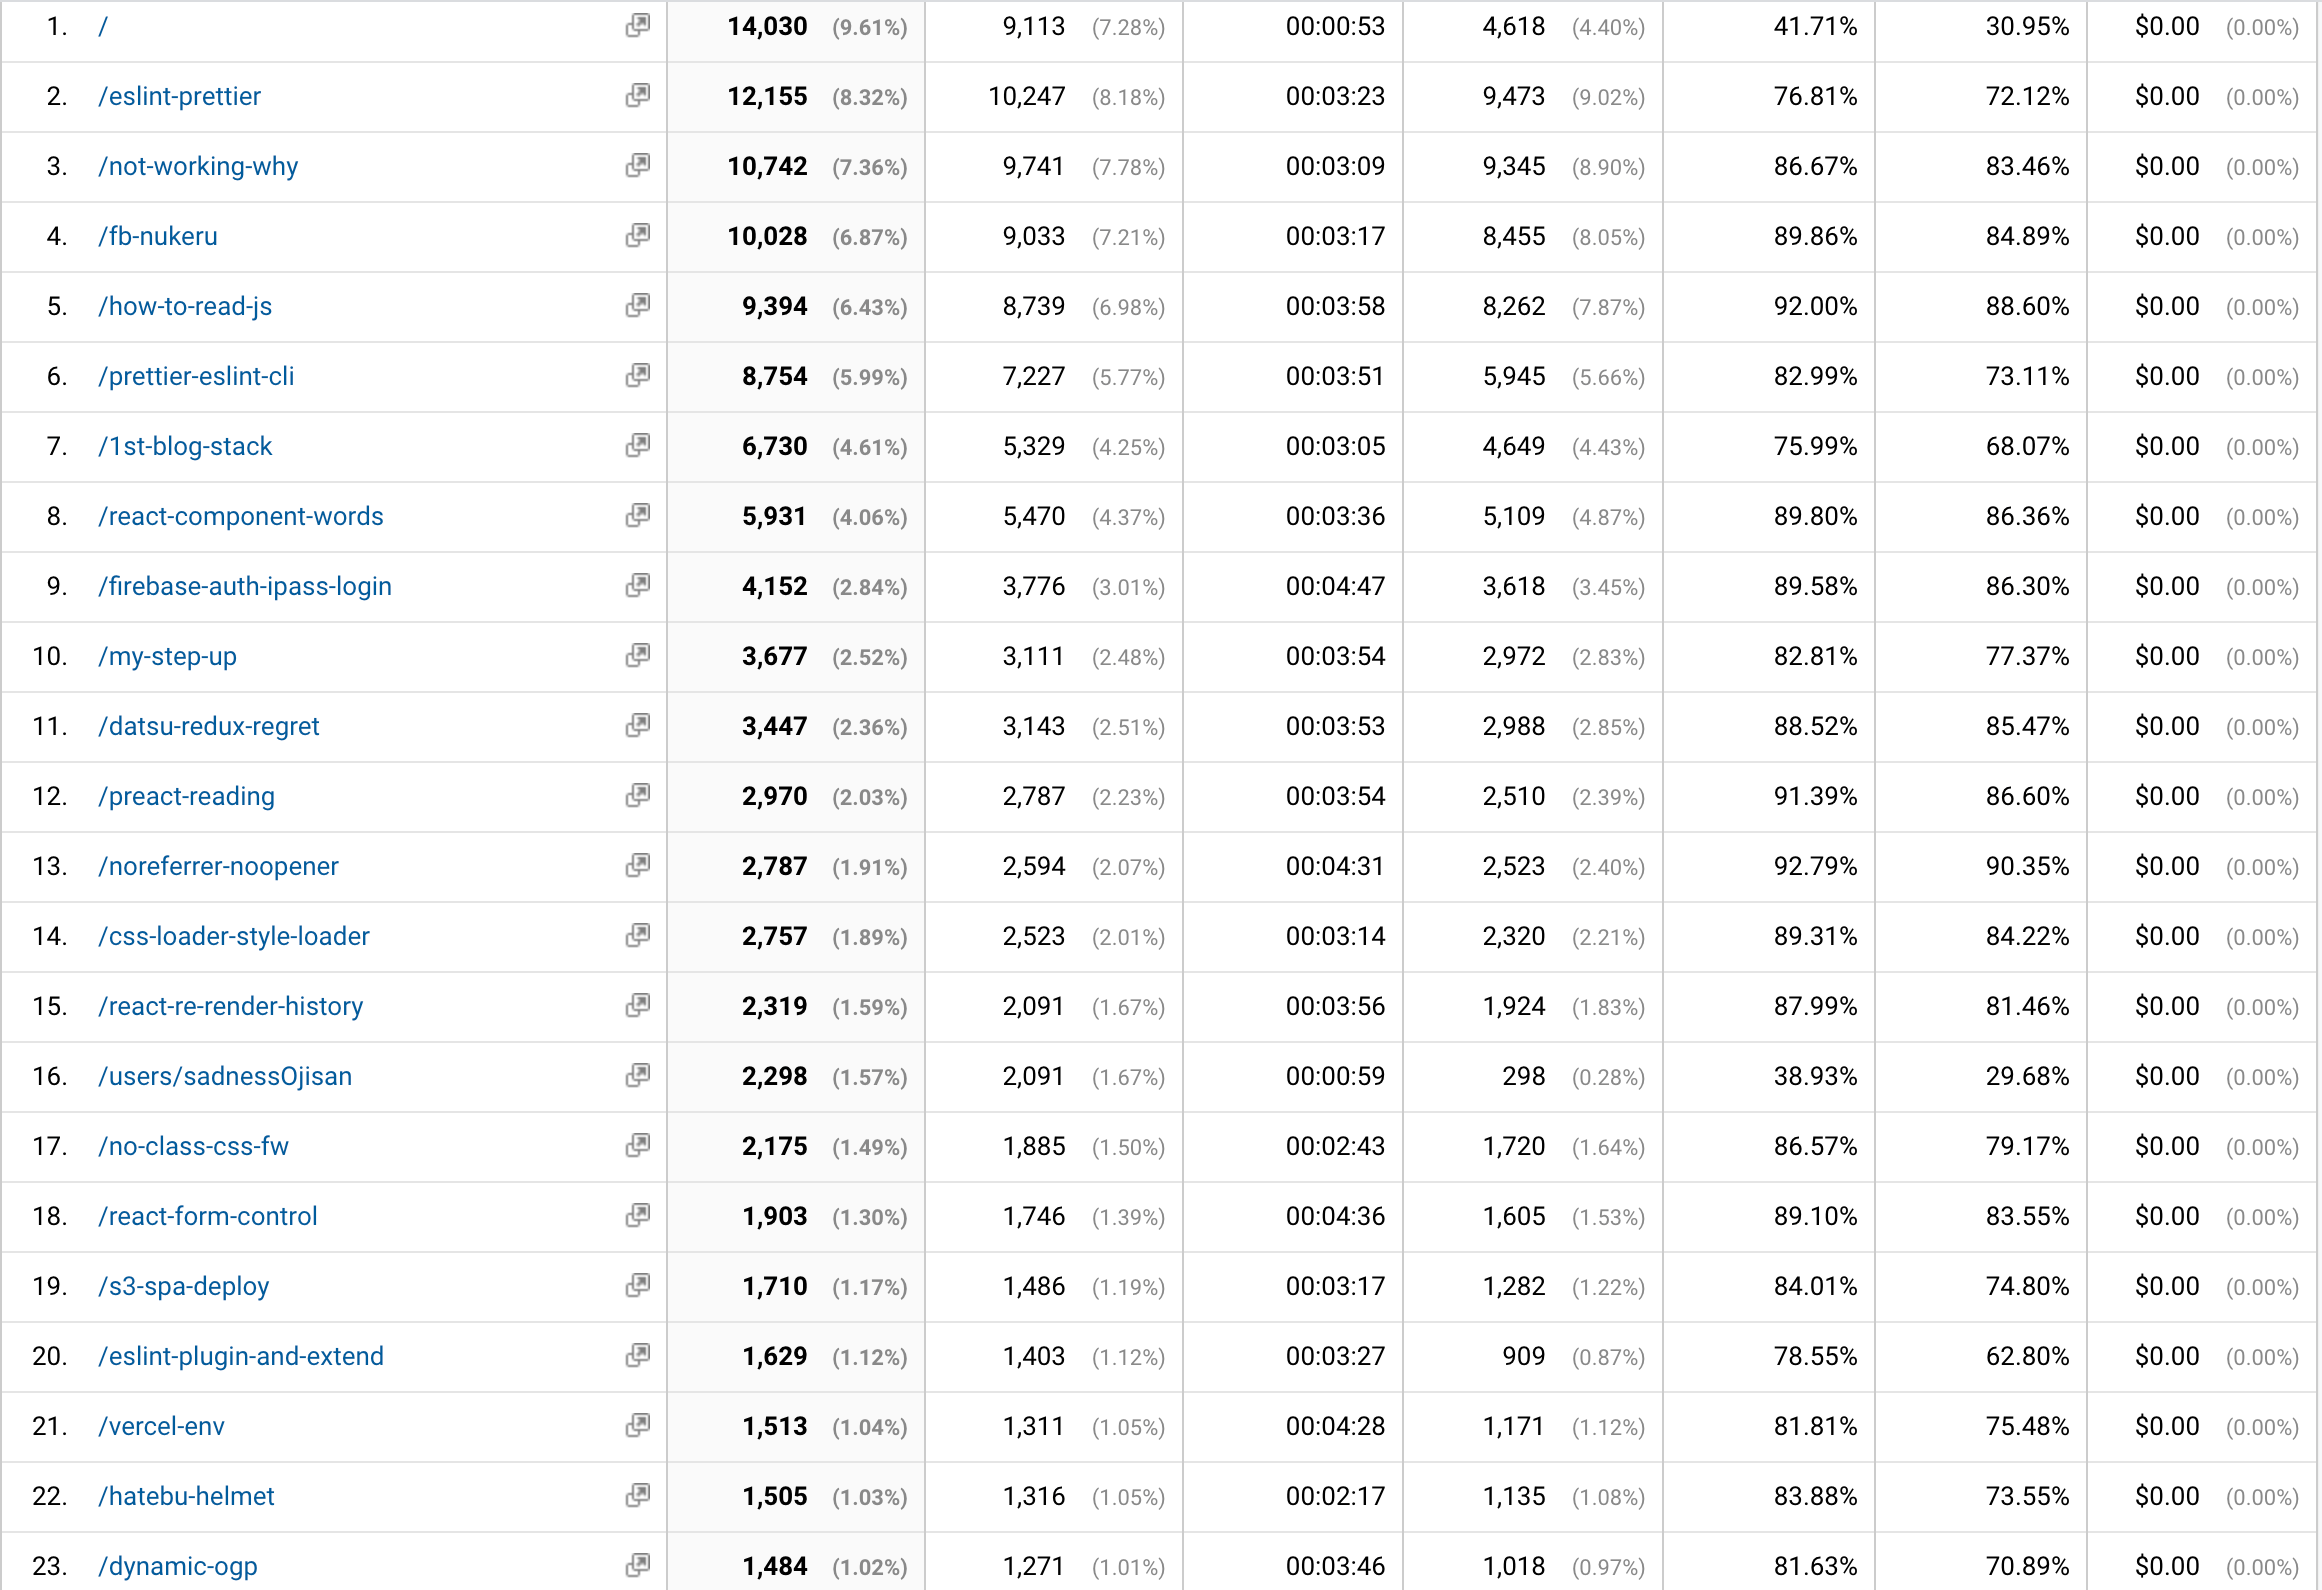 1. / 14,030 (9.61%) 9,113 (7.28%) 00:00:53 4,618 (4.40%) 41.71% 30.95% $0.00 (0.00%)
2. /eslint-prettier 12,155 (8.32%) 10,247 (8.18%) 00:03:23 9,473 (9.02%) 76.81% 72.12% $0.00 (0.00%)
3. /not-working-why 10,742 (7.36%) 9,741 (7.78%) 00:03:09 9,345 (8.90%) 86.67% 83.46% $0.00 (0.00%)
4. /fb-nukeru 10,028 (6.87%) 9,033 (7.21%) 00:03:17 8,455 (8.05%) 89.86% 84.89% $0.00 (0.00%)
5. /how-to-read-js 9,394 (6.43%) 8,739 (6.98%) 00:03:58 8,262 (7.87%) 92.00% 88.60% $0.00 (0.00%)
6. /prettier-eslint-cli 8,754 (5.99%) 7,227 (5.77%) 00:03:51 5,945 (5.66%) 82.99% 73.11% $0.00 (0.00%)
7. /1st-blog-stack 6,730 (4.61%) 5,329 (4.25%) 00:03:05 4,649 (4.43%) 75.99% 68.07% $0.00 (0.00%)
8. /react-component-words 5,931 (4.06%) 5,470 (4.37%) 00:03:36 5,109 (4.87%) 89.80% 86.36% $0.00 (0.00%)
9. /firebase-auth-ipass-login 4,152 (2.84%) 3,776 (3.01%) 00:04:47 3,618 (3.45%) 89.58% 86.30% $0.00 (0.00%)
10. /my-step-up 3,677 (2.52%) 3,111 (2.48%) 00:03:54 2,972 (2.83%) 82.81% 77.37% $0.00 (0.00%)
11. /datsu-redux-regret 3,447 (2.36%) 3,143 (2.51%) 00:03:53 2,988 (2.85%) 88.52% 85.47% $0.00 (0.00%)
12. /preact-reading 2,970 (2.03%) 2,787 (2.23%) 00:03:54 2,510 (2.39%) 91.39% 86.60% $0.00 (0.00%)
13. /noreferrer-noopener 2,787 (1.91%) 2,594 (2.07%) 00:04:31 2,523 (2.40%) 92.79% 90.35% $0.00 (0.00%)
14. /css-loader-style-loader 2,757 (1.89%) 2,523 (2.01%) 00:03:14 2,320 (2.21%) 89.31% 84.22% $0.00 (0.00%)
15. /react-re-render-history 2,319 (1.59%) 2,091 (1.67%) 00:03:56 1,924 (1.83%) 87.99% 81.46% $0.00 (0.00%)
16. /users/sadnessOjisan 2,298 (1.57%) 2,091 (1.67%) 00:00:59 298 (0.28%) 38.93% 29.68% $0.00 (0.00%)
17. /no-class-css-fw 2,175 (1.49%) 1,885 (1.50%) 00:02:43 1,720 (1.64%) 86.57% 79.17% $0.00 (0.00%)
18. /react-form-control 1,903 (1.30%) 1,746 (1.39%) 00:04:36 1,605 (1.53%) 89.10% 83.55% $0.00 (0.00%)
19. /s3-spa-deploy 1,710 (1.17%) 1,486 (1.19%) 00:03:17 1,282 (1.22%) 84.01% 74.80% $0.00 (0.00%)
20. /eslint-plugin-and-extend 1,629 (1.12%) 1,403 (1.12%) 00:03:27 909 (0.87%) 78.55% 62.80% $0.00 (0.00%)
21. /vercel-env 1,513 (1.04%) 1,311 (1.05%) 00:04:28 1,171 (1.12%) 81.81% 75.48% $0.00 (0.00%)
22. /hatebu-helmet 1,505 (1.03%) 1,316 (1.05%) 00:02:17 1,135 (1.08%) 83.88% 73.55% $0.00 (0.00%)
23. /dynamic-ogp 1,484 (1.02%) 1,271 (1.01%) 00:03:46 1,018 (0.97%) 81.63% 70.89% $0.00 (0.00%)